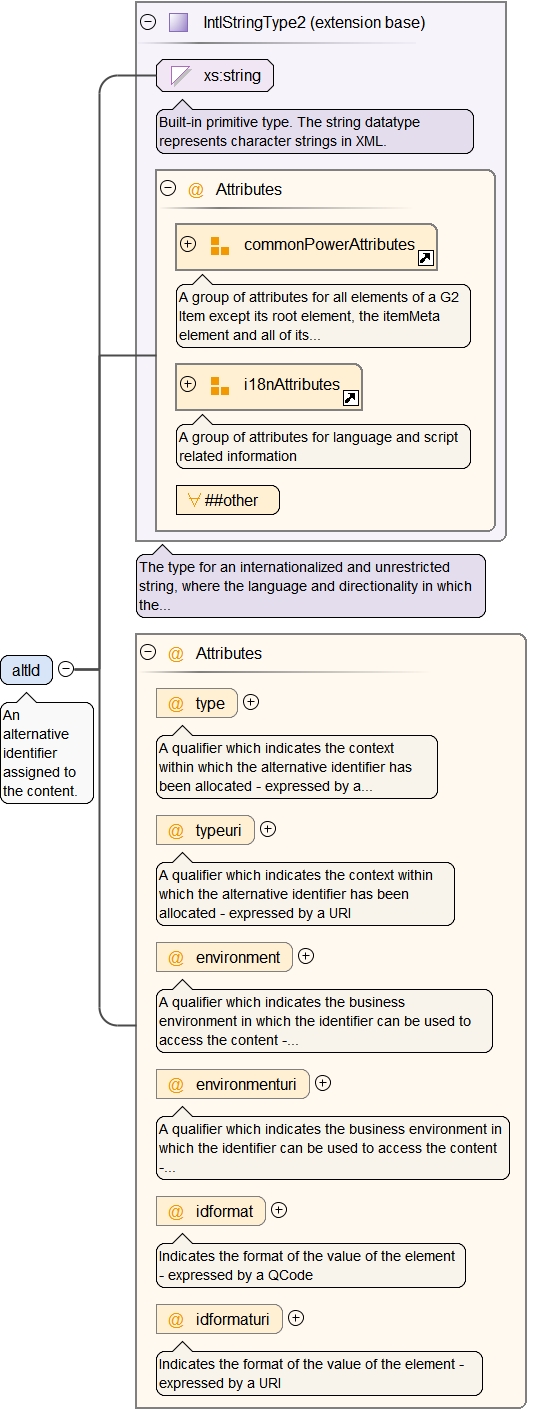 IntlStringType2 (extension base)
xs:string
Built-in primitive type. The string datatype
represents character strings in XML.
@ Attributes
commonPowerAttributes
A group of attributes for all elements of a G2
Item except its root element, the itemMeta
element and all of its...
i18nAttributes
A group of attributes for language and script
related information
##other
The type for an internationalized and unrestricted
string, where the language and directionality in which
the...
altId
An
alternative
identifier
assigned to
the content.
@ Attributes
@ type
A qualifier which indicates the context
within which the alternative identifier has
been allocated - expressed by a...
@ typeuri
A qualifier which indicates the context within
which the alternative identifier has been
allocated - expressed by a URI
@ environment
A qualifier which indicates the business
environment in which the identifier can be used to
access the content -...
@ environmenturi
A qualifier which indicates the business environment in
which the identifier can be used to access the content
-...
@ idformat
Indicates the format of the value of the element
- expressed by a QCode
@ idformaturi
Indicates the format of the value of the element -
expressed by a URI